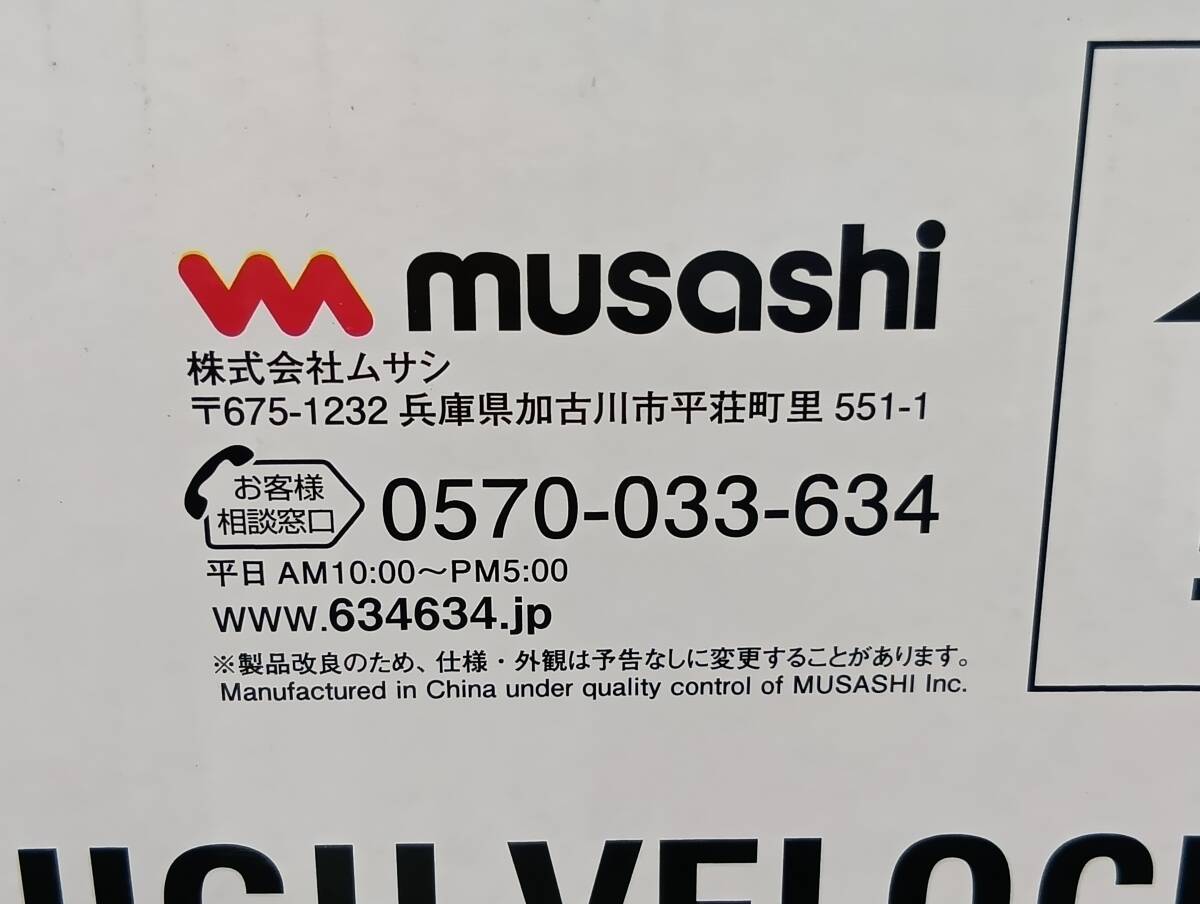 musashi
株式会社ムサシ
〒675-1232 兵庫県加古川市平荘町里 551-1
お客様
相談窓口
0570-033-634
平日 AM10:00〜PM5:00
www.634634.jp
※製品改良のため、仕様・外観は予告なしに変更することがあります。
Manufactured in China under quality control of MUSASHI Inc.
HIGH VELOC